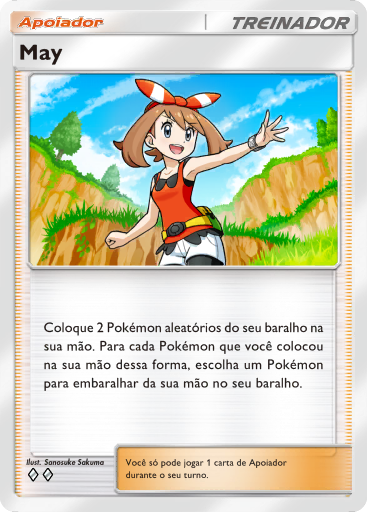 Apoiador
TREINADOR
May
Coloque 2 Pokémon aleatórios do seu baralho na
sua mão. Para cada Pokémon que você colocou
na sua mão dessa forma, escolha um Pokémon
para embaralhar da sua mão no seu baralho.
Ilust. Sanosuke Sakuma
Você só pode jogar 1 carta de Apoiador
durante o seu turno.